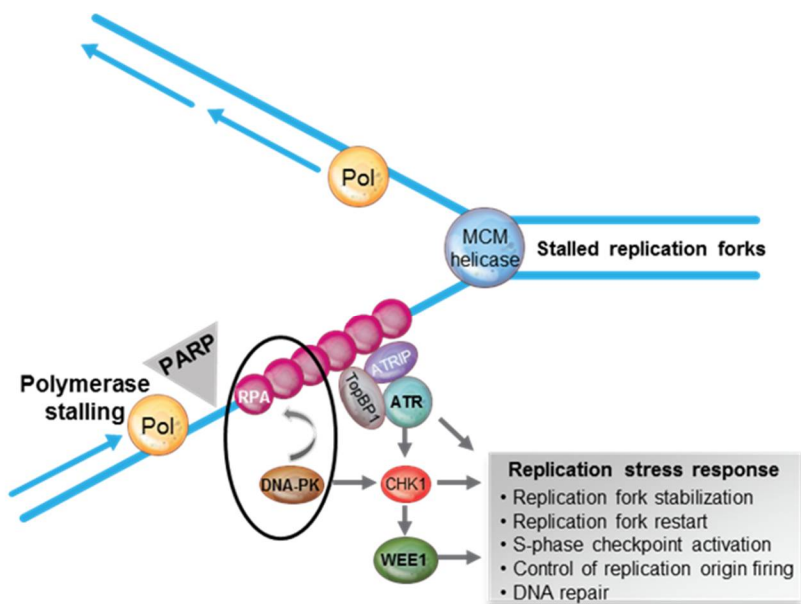 Pol
MCM
helicase
Stalled replication forks
PARP
Polymerase
stalling
Pol
RPA
ATRIP
TopBP1
ATR
DNA-PK
CHK1
WEE1
Replication stress response
• Replication fork stabilization
• Replication fork restart
• S-phase checkpoint activation
• Control of replication origin firing
• DNA repair